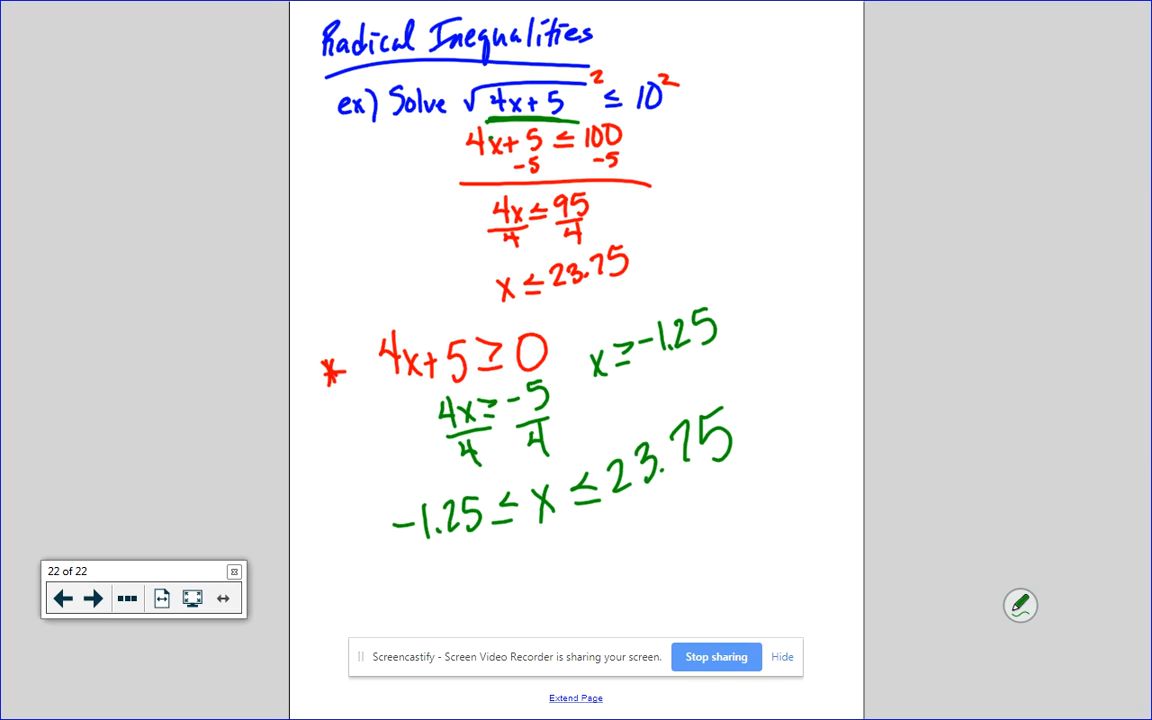 Radical Inequalities
ex) Solve √4x+5 ² ≤ 10²
4x+5 ≤ 100
-5 -5
4x ≤ 95
4 4
x ≤ 23.75
* 4x+5 ≥ 0 x ≥ -1.25
4x ≥ -5
4 4
-1.25 ≤ x ≤ 23.75
22 of 22
Screencastify - Screen Video Recorder is sharing your screen. Stop sharing Hide
Extend Page